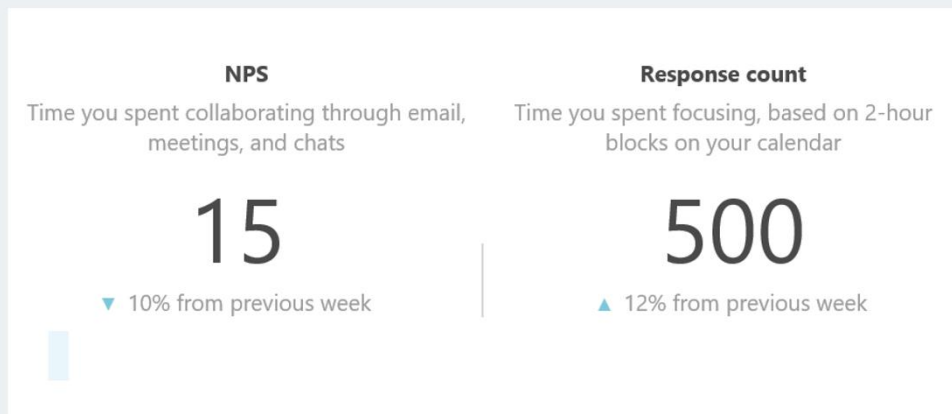 NPS
Time you spent collaborating through email,
meetings, and chats
15
▼ 10% from previous week
Response count
Time you spent focusing, based on 2-hour
blocks on your calendar
500
▲ 12% from previous week